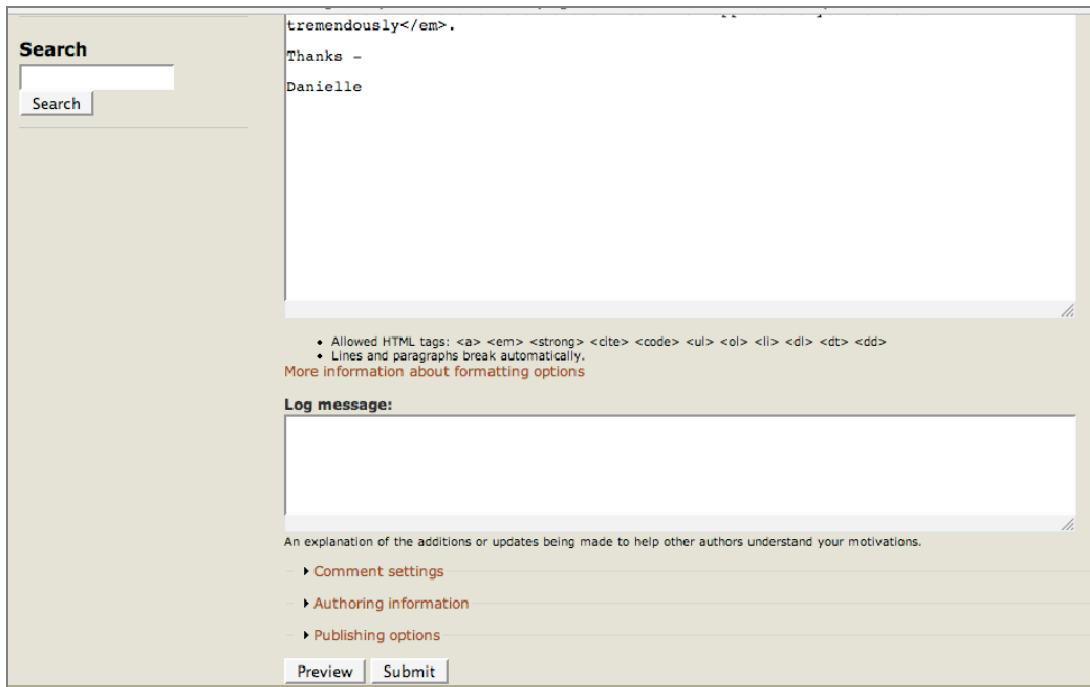 Search
Search
tremendously</em>.
Thanks –
Danielle
• Allowed HTML tags: <a> <em> <strong> <cite> <code> <ul> <ol> <li> <dl> <dt> <dd>
• Lines and paragraphs break automatically.
More information about formatting options
Log message:
An explanation of the additions or updates being made to help other authors understand your motivations.
Comment settings
Authoring information
Publishing options
Preview Submit